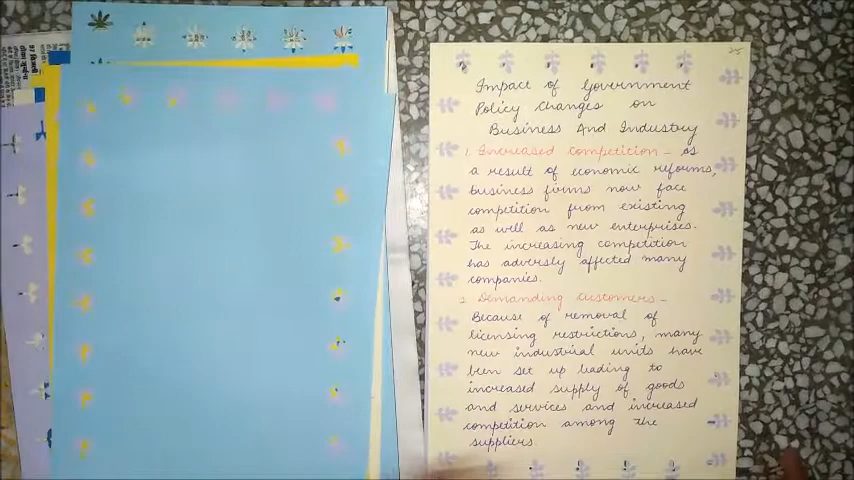 25
Impact of Government
Policy Changes on
Business And Industry
1. Increased competition - as
a result of economic reforms,
business firms now face
competition from existing
as well as new enterprises.
The increasing competition
has adversly affected many
companies.
2. Demanding customers -
Because of removal of
licensing restrictions, many
new industrial units have
been set up leading to
increased supply of goods
and services and increased
competition among the
suppliers.